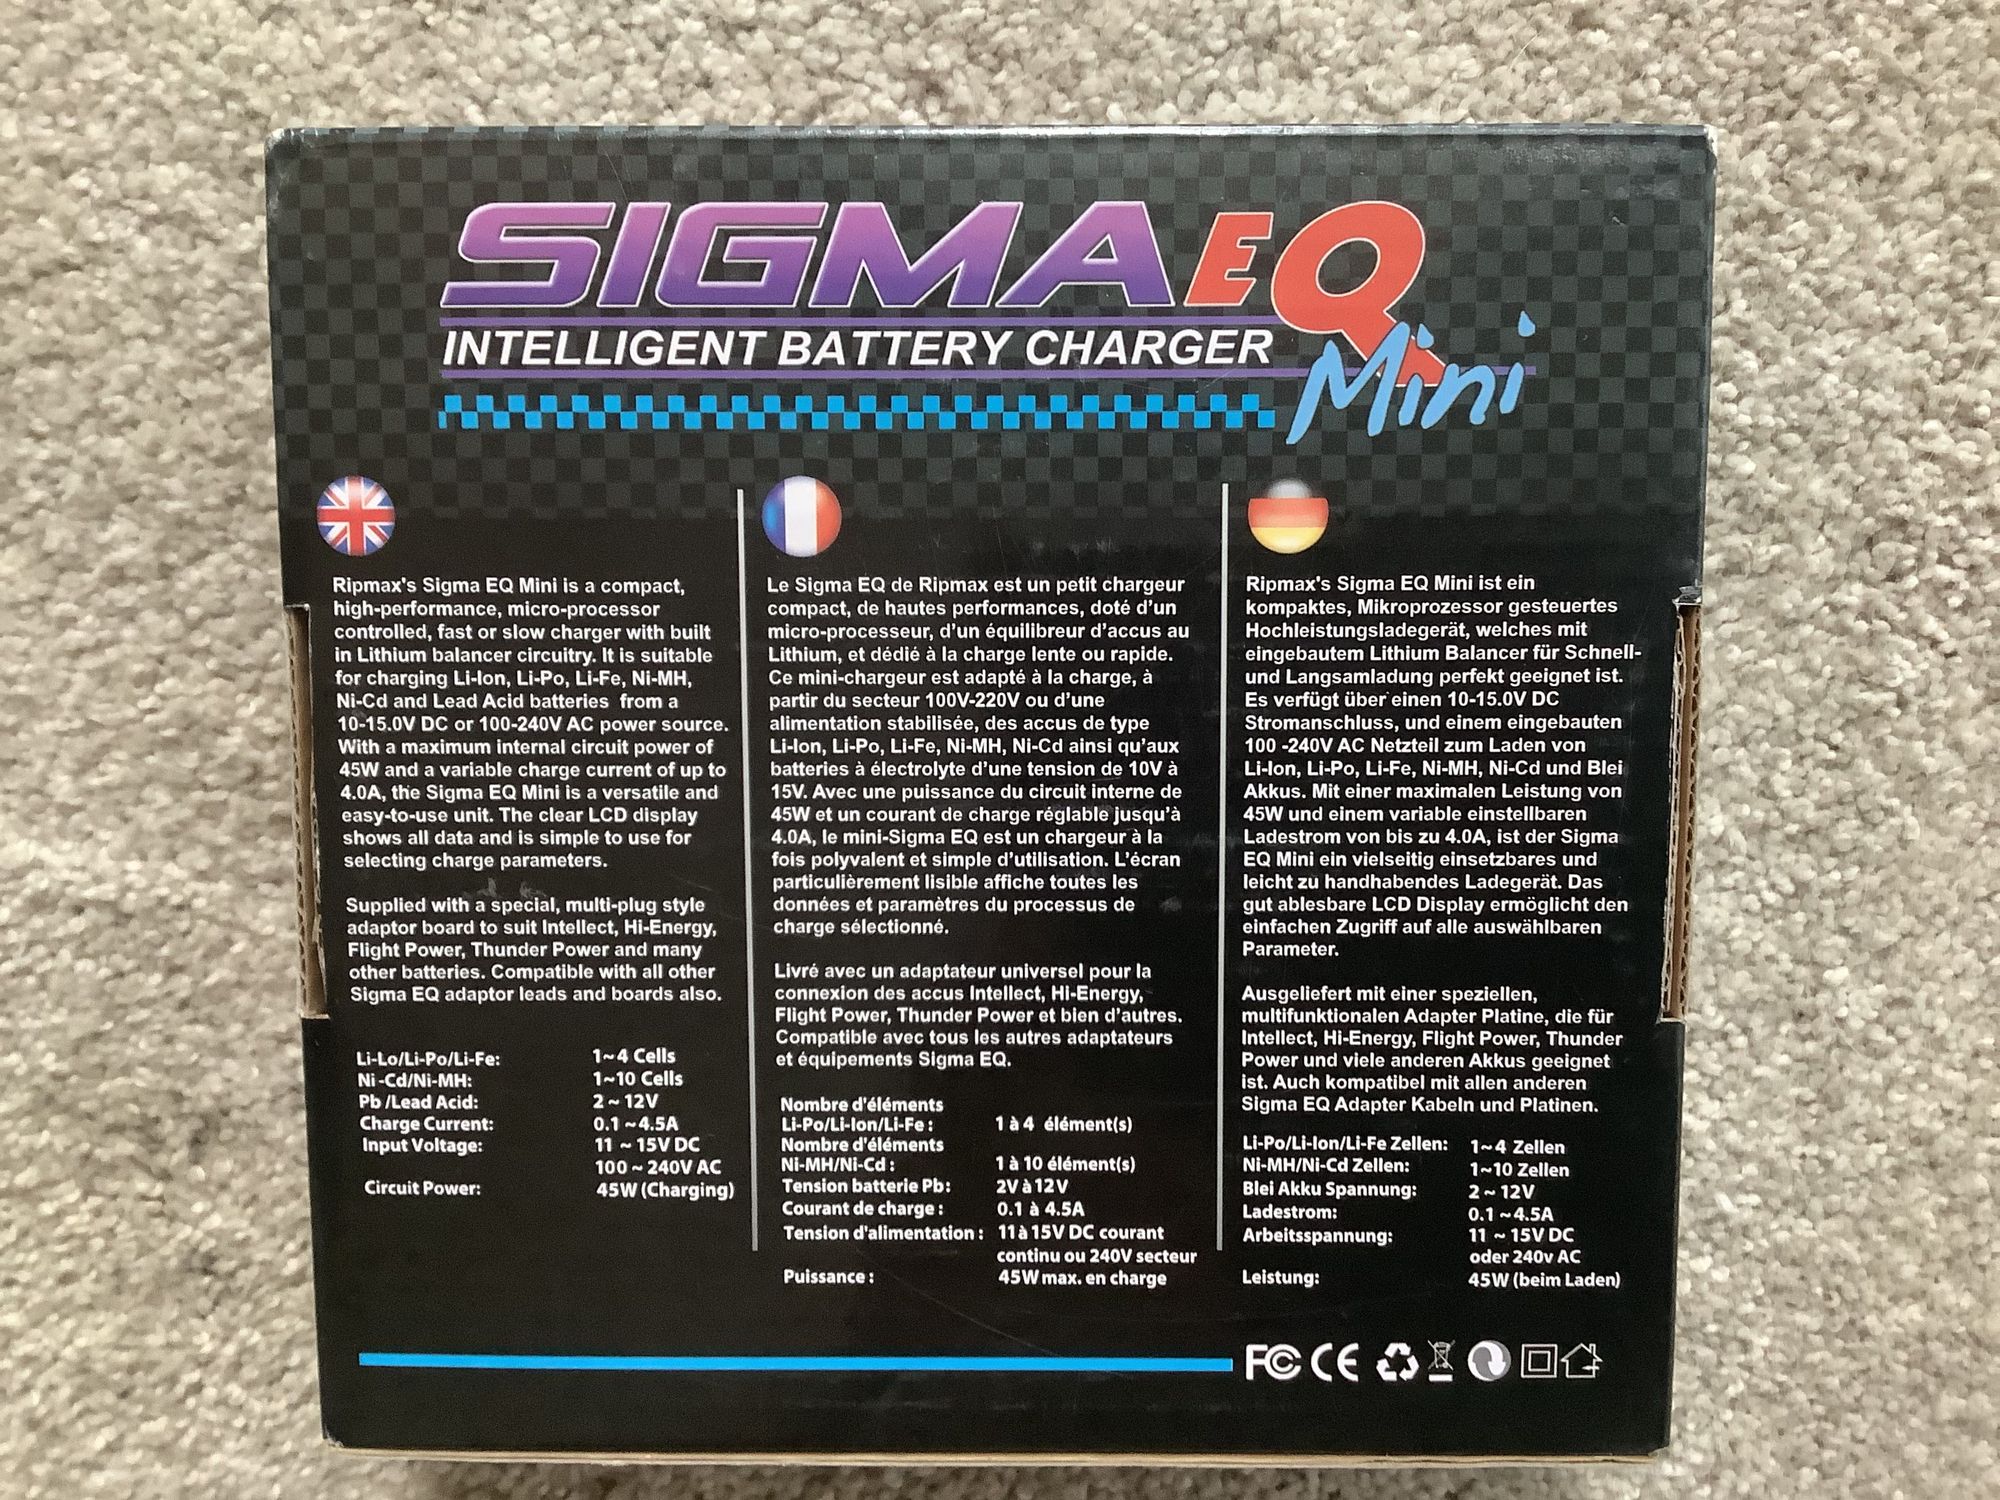 SIGMA EQ
INTELLIGENT BATTERY CHARGER
Mini
Ripmax's Sigma EQ Mini is a compact,
high-performance, micro-processor
controlled, fast or slow charger with built
in Lithium balancer circuitry. It is suitable
for charging Li-Ion, Li-Po, Li-Fe, Ni-MH,
Ni-Cd and Lead Acid batteries from a
10-15.0V DC or 100-240V AC power source.
With a maximum internal circuit power of
45W and a variable charge current of up to
4.0A, the Sigma EQ Mini is a versatile and
easy-to-use unit. The clear LCD display
shows all data and is simple to use for
selecting charge parameters.
Supplied with a special, multi-plug style
adaptor board to suit Intellect, Hi-Energy,
Flight Power, Thunder Power and many
other batteries. Compatible with all other
Sigma EQ adaptor leads and boards also.
Li-Lo/Li-Po/Li-Fe: 1~4 Cells
Ni -Cd/Ni-MH: 1~10 Cells
Pb /Lead Acid: 2 ~ 12V
Charge Current: 0.1 ~4.5A
Input Voltage: 11 ~ 15V DC
100 ~ 240V AC
Circuit Power: 45W (Charging)
Le Sigma EQ de Ripmax est un petit chargeur
compact, de hautes performances, doté d'un
micro-processeur, d'un équilibreur d'accus au
Lithium, et dédié à la charge lente ou rapide.
Ce mini-chargeur est adapté à la charge, à
partir du secteur 100V-220V ou d'une
alimentation stabilisée, des accus de type
Li-Ion, Li-Po, Li-Fe, Ni-MH, Ni-Cd ainsi qu'aux
batteries à électrolyte d'une tension de 10V à
15V. Avec une puissance du circuit interne de
45W et un courant de charge réglable jusqu'à
4.0A, le mini-Sigma EQ est un chargeur à la
fois polyvalent et simple d'utilisation. L'écran
particulièrement lisible affiche toutes les
données et paramètres du processus de
charge sélectionné.
Livré avec un adaptateur universel pour la
connexion des accus Intellect, Hi-Energy,
Flight Power, Thunder Power et bien d'autres.
Compatible avec tous les autres adaptateurs
et équipements Sigma EQ.
Nombre d'éléments
Li-Po/Li-Ion/Li-Fe : 1 à 4 élément(s)
Nombre d'éléments
Ni-MH/Ni-Cd : 1 à 10 élément(s)
Tension batterie Pb : 2V à 12V
Courant de charge : 0.1 à 4.5A
Tension d'alimentation : 11 à 15V DC courant
continu ou 240V secteur
Puissance : 45W max. en charge
Ripmax's Sigma EQ Mini ist ein
kompaktes, Mikroprozessor gesteuertes
Hochleistungsladegerät, welches mit
eingebautem Lithium Balancer für Schnell-
und Langsamladung perfekt geeignet ist.
Es verfügt über einen 10-15.0V DC
Stromanschluss, und einem eingebauten
100 -240V AC Netzteil zum Laden von
Li-Ion, Li-Po, Li-Fe, Ni-MH, Ni-Cd und Blei
Akkus. Mit einer maximalen Leistung von
45W und einem variable einstellbaren
Ladestrom von bis zu 4.0A, ist der Sigma
EQ Mini ein vielseitig einsetzbares und
leicht zu handhabendes Ladegerät. Das
gut ablesbare LCD Display ermöglicht den
einfachen Zugriff auf alle auswählbaren
Parameter.
Ausgeliefert mit einer speziellen,
multifunktionalen Adapter Platine, die für
Intellect, Hi-Energy, Flight Power, Thunder
Power und viele anderen Akkus geeignet
ist. Auch kompatibel mit allen anderen
Sigma EQ Adapter Kabeln und Platinen.
Li-Po/Li-Ion/Li-Fe Zellen: 1~4 Zellen
Ni-MH/Ni-Cd Zellen: 1~10 Zellen
Blei Akku Spannung: 2 ~ 12V
Ladestrom: 0.1 ~4.5A
Arbeitsspannung: 11 ~ 15V DC
oder 240v AC
Leistung: 45W (beim Laden)
FC CE